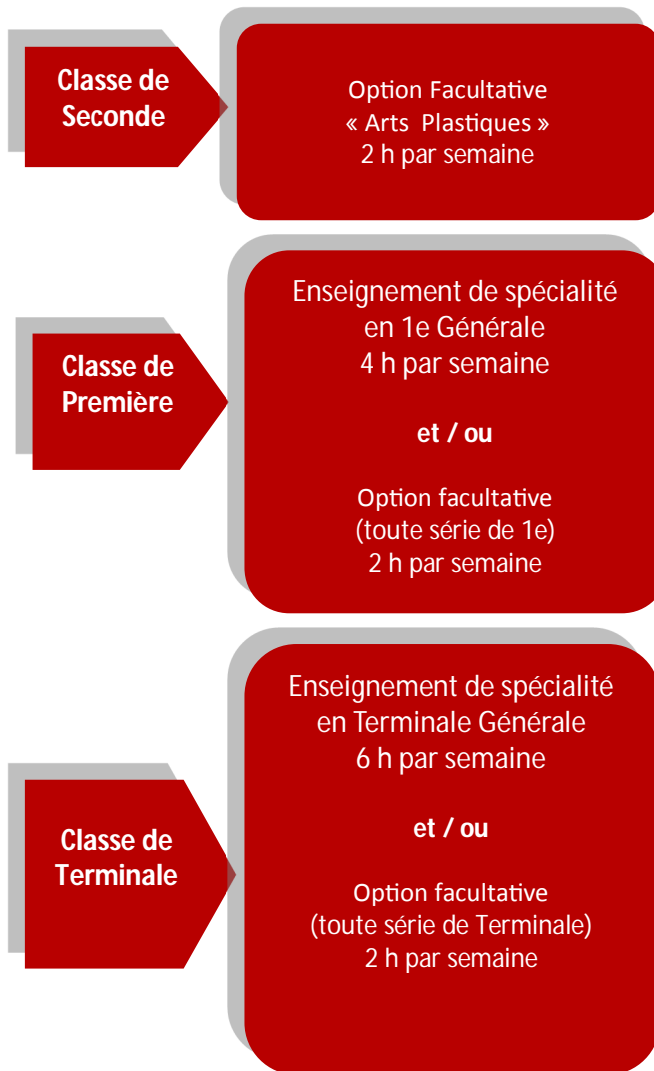 Classe de
Seconde
Option Facultative
« Arts Plastiques »
2 h par semaine
Classe de
Première
Enseignement de spécialité
en 1e Générale
4 h par semaine
et / ou
Option facultative
(toute série de 1e)
2 h par semaine
Classe de
Terminale
Enseignement de spécialité
en Terminale Générale
6 h par semaine
et / ou
Option facultative
(toute série de Terminale)
2 h par semaine